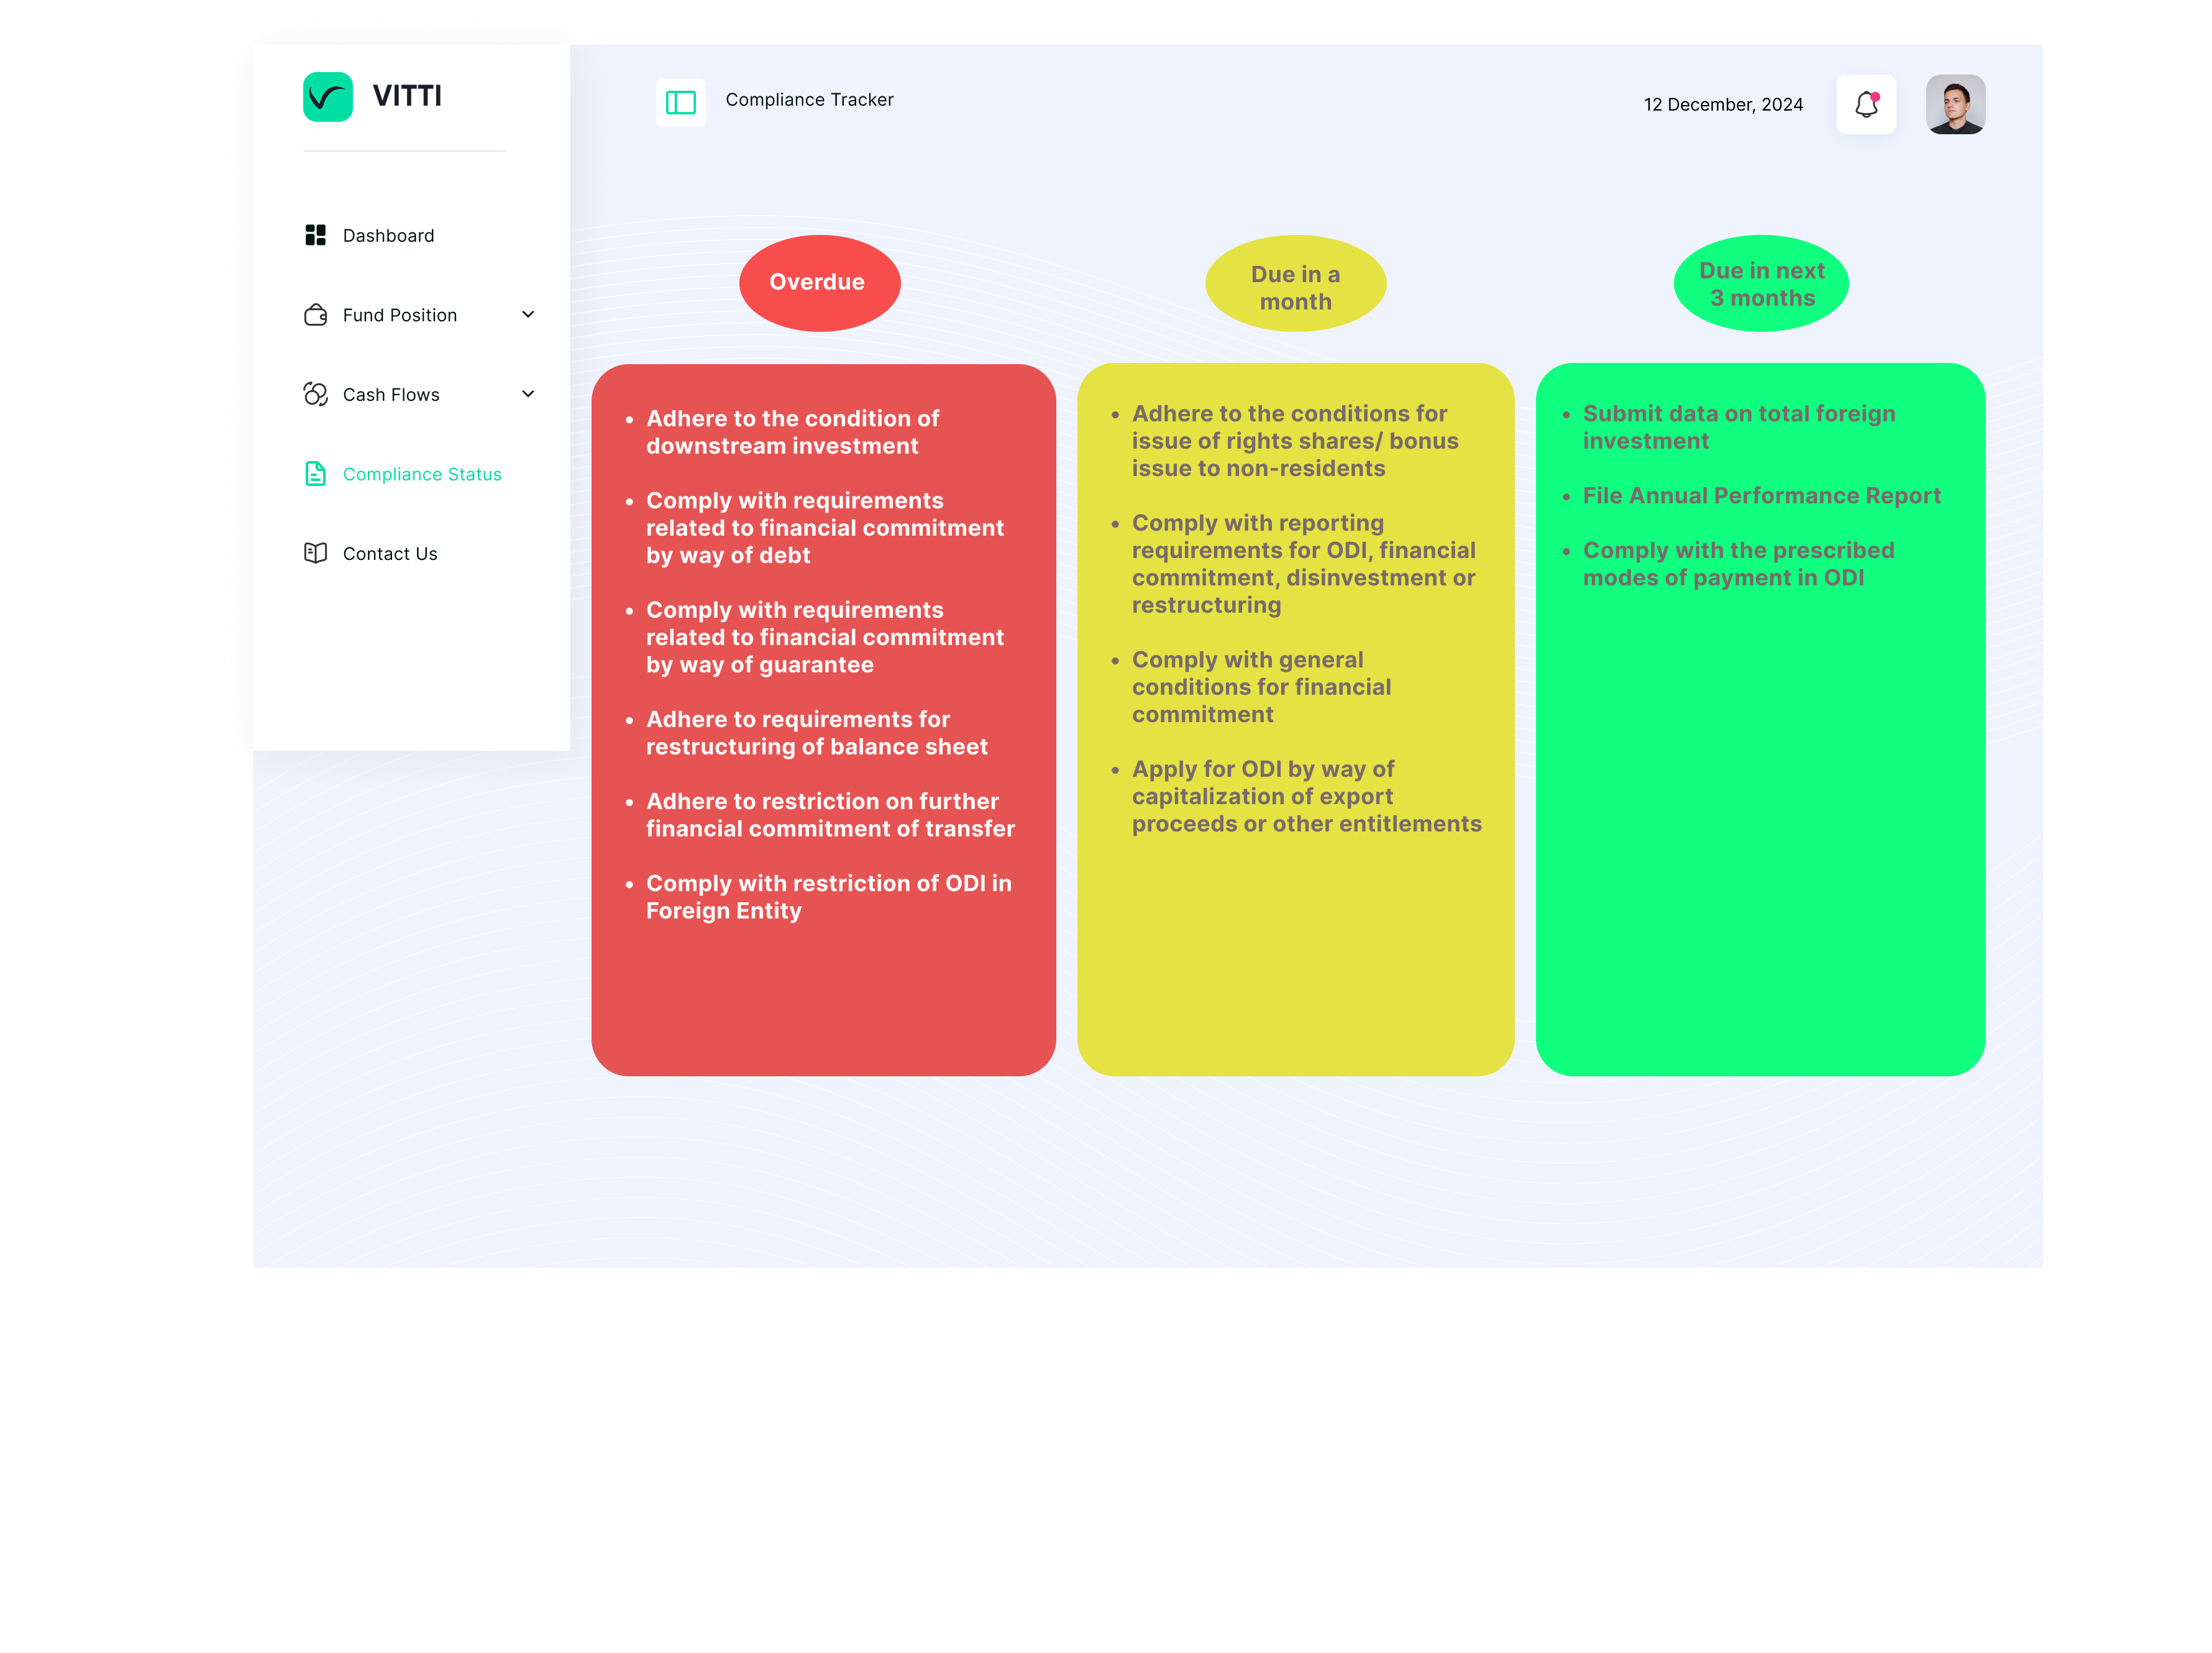 VITTI
Compliance Tracker
12 December, 2024
Dashboard
Fund Position
Cash Flows
Compliance Status
Contact Us
Overdue
• Adhere to the condition of
downstream investment
• Comply with requirements
related to financial commitment
by way of debt
• Comply with requirements
related to financial commitment
by way of guarantee
• Adhere to requirements for
restructuring of balance sheet
• Adhere to restriction on further
financial commitment of transfer
• Comply with restriction of ODI in
Foreign Entity
Due in a
month
• Adhere to the conditions for
issue of rights shares/ bonus
issue to non-residents
• Comply with reporting
requirements for ODI, financial
commitment, disinvestment or
restructuring
• Comply with general
conditions for financial
commitment
• Apply for ODI by way of
capitalization of export
proceeds or other entitlements
Due in next
3 months
• Submit data on total foreign
investment
• File Annual Performance Report
• Comply with the prescribed
modes of payment in ODI